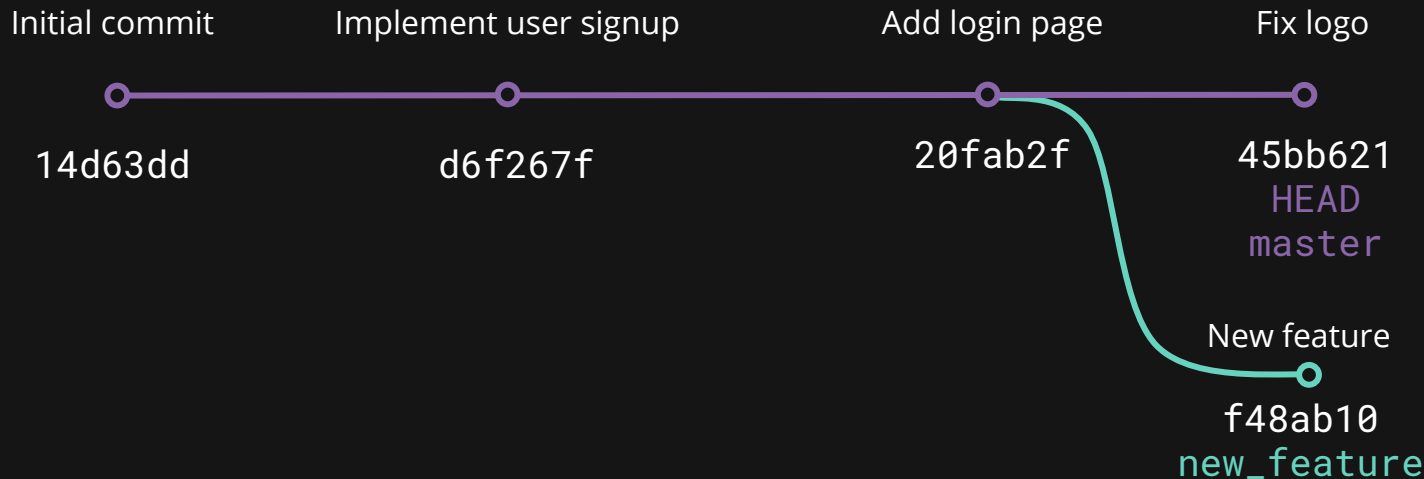 Initial commit
Implement user signup
Add login page
Fix logo
14d63dd
d6f267f
20fab2f
45bb621
HEAD
master
New feature
f48ab10
new_feature